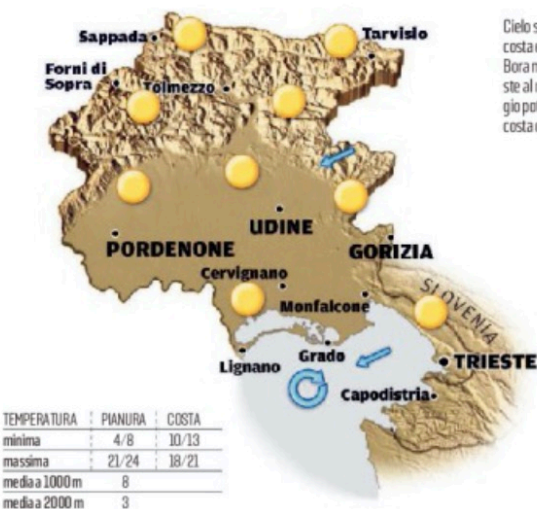 Sappada
Tarvisio
Forni di
Sopra
Tolmezzo
UDINE
PORDENONE
GORIZIA
Cervignano
Monfalcone
SLOVENIA
Lignano
Grado
TRIESTE
Capodistria
Cielo s
costa
Bora
ste al
gio pot
costa
TEMPERATURA PIANURA COSTA
minima 4/8 10/13
massima 21/24 18/21
media a 1000 m 8
media a 2000 m 3